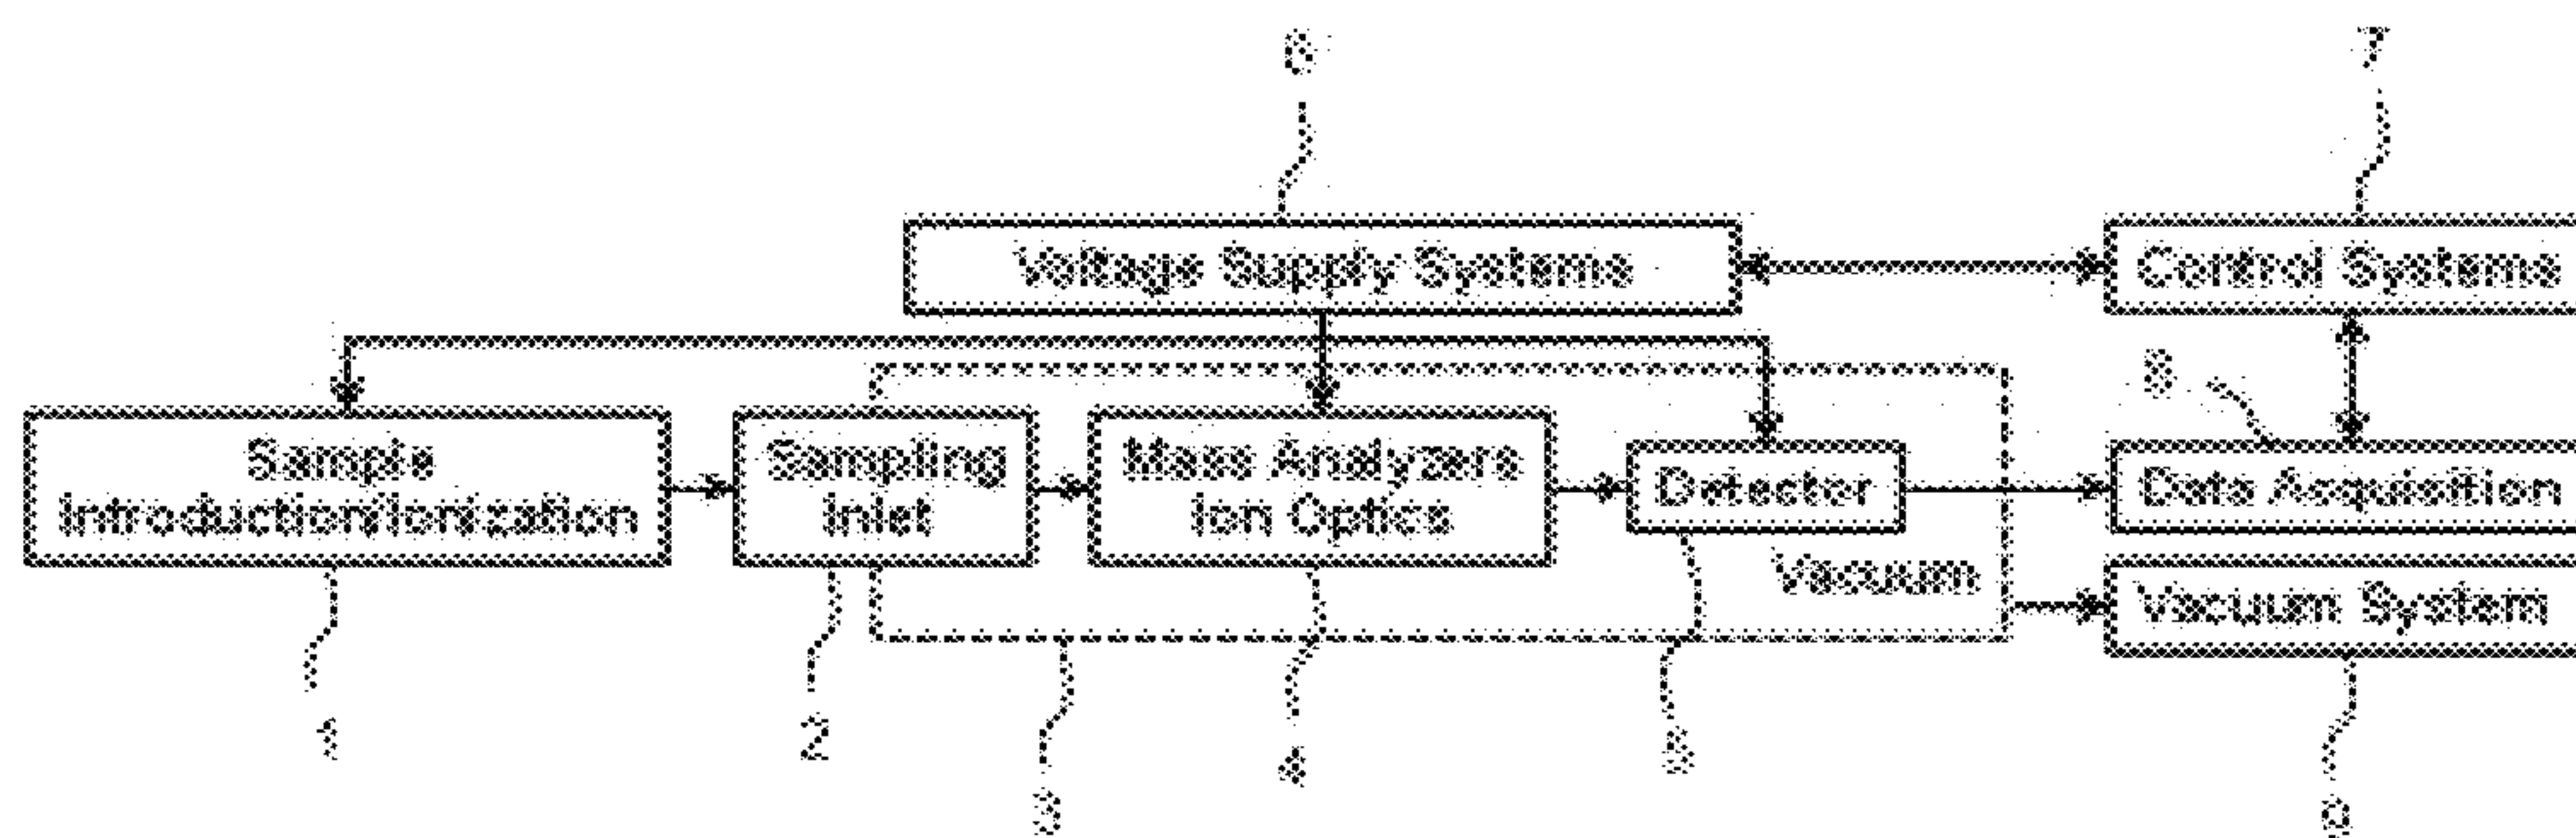 6
7
Voltage Supply Systems
Control Systems
8
Sample
Introduction/Ionization
Sampling
Inlet
Mass Analyzers
Ion Optics
Detector
Data Acquisition
Vacuum
Vacuum System
1
2
3
4
5
9